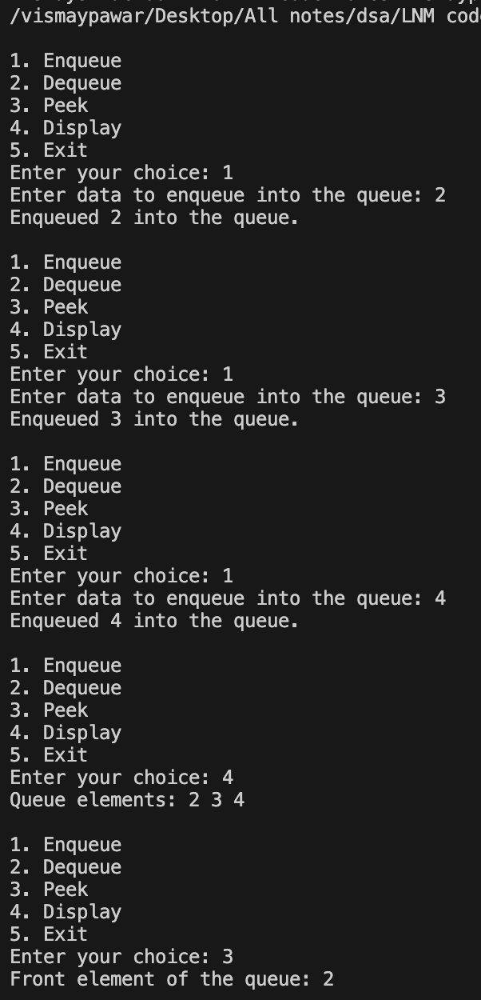 /vismaypawar/Desktop/All notes/dsa/LNM cod
1. Enqueue
2. Dequeue
3. Peek
4. Display
5. Exit
Enter your choice: 1
Enter data to enqueue into the queue: 2
Enqueued 2 into the queue.
1. Enqueue
2. Dequeue
3. Peek
4. Display
5. Exit
Enter your choice: 1
Enter data to enqueue into the queue: 3
Enqueued 3 into the queue.
1. Enqueue
2. Dequeue
3. Peek
4. Display
5. Exit
Enter your choice: 1
Enter data to enqueue into the queue: 4
Enqueued 4 into the queue.
1. Enqueue
2. Dequeue
3. Peek
4. Display
5. Exit
Enter your choice: 4
Queue elements: 2 3 4
1. Enqueue
2. Dequeue
3. Peek
4. Display
5. Exit
Enter your choice: 3
Front element of the queue: 2